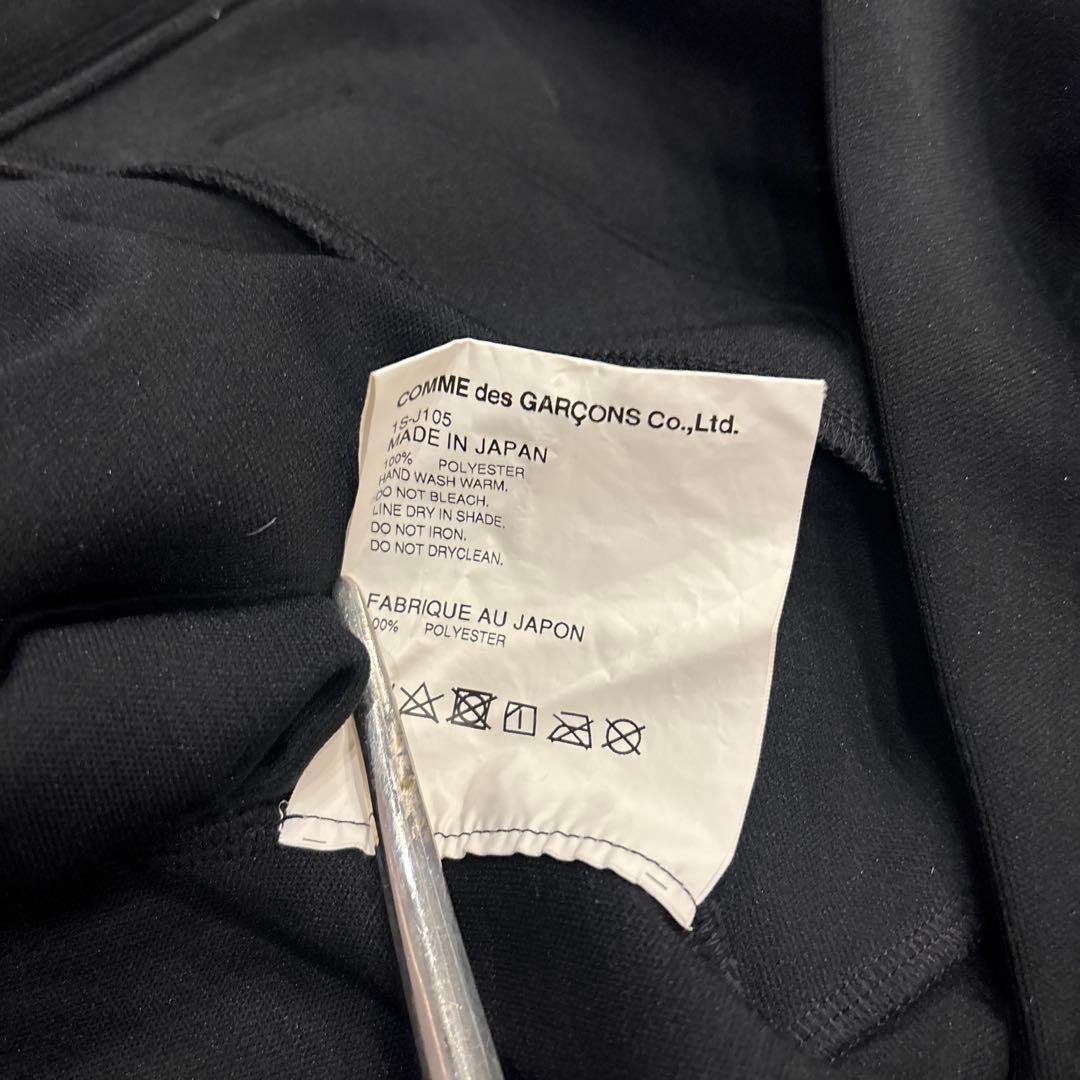 COMME des GARÇONS Co.,Ltd.
1S-J105
MADE IN JAPAN
100% POLYESTER
HAND WASH WARM.
DO NOT BLEACH.
LINE DRY IN SHADE.
DO NOT IRON.
DO NOT DRYCLEAN.
FABRIQUE AU JAPON
00% POLYESTER